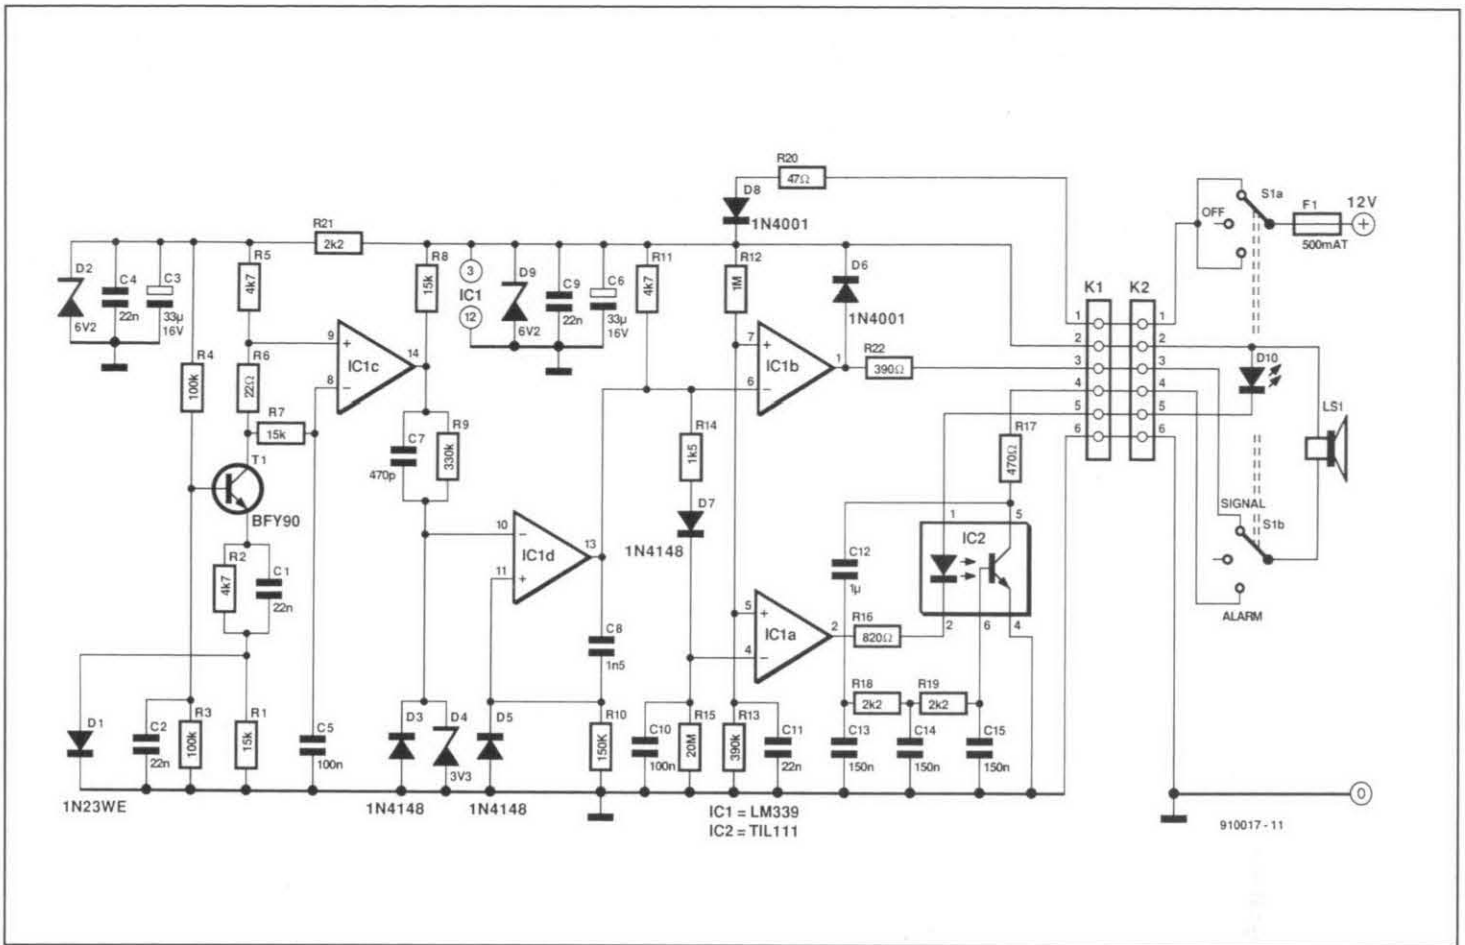 R20
47Ω
D8
1N4001
S1a
OFF
F1
12V
500mAT
R21
2k2
D2
6V2
C4
22n
C3
33µ
16V
R5
4k7
R8
15k
3
IC1
12
D9
6V2
C9
22n
C6
33µ
16V
R11
4k7
R12
1M
D6
1N4001
K1
K2
1
2
3
4
5
6
1
2
3
4
5
6
R4
100k
R6
22Ω
9
+
8
−
14
IC1c
7
+
6
−
1
IC1b
R22
390Ω
D10
LS1
R7
15k
C7
470p
R9
330k
R14
1k5
R17
470Ω
T1
BFY90
D7
1N4148
SIGNAL
S1b
ALARM
R2
4k7
C1
22n
10
−
11
+
13
IC1d
C12
1µ
1
5
IC2
2
6
4
5
+
4
−
2
IC1a
R16
820Ω
C8
1n5
R18
2k2
R19
2k2
D1
1N23WE
C2
22n
R3
100k
R1
15k
C5
100n
D3
1N4148
D4
3V3
D5
1N4148
R10
150K
C10
100n
R15
20M
R13
390k
C11
22n
C13
150n
C14
150n
C15
150n
0
IC1 = LM339
IC2 = TIL111
910017 - 11